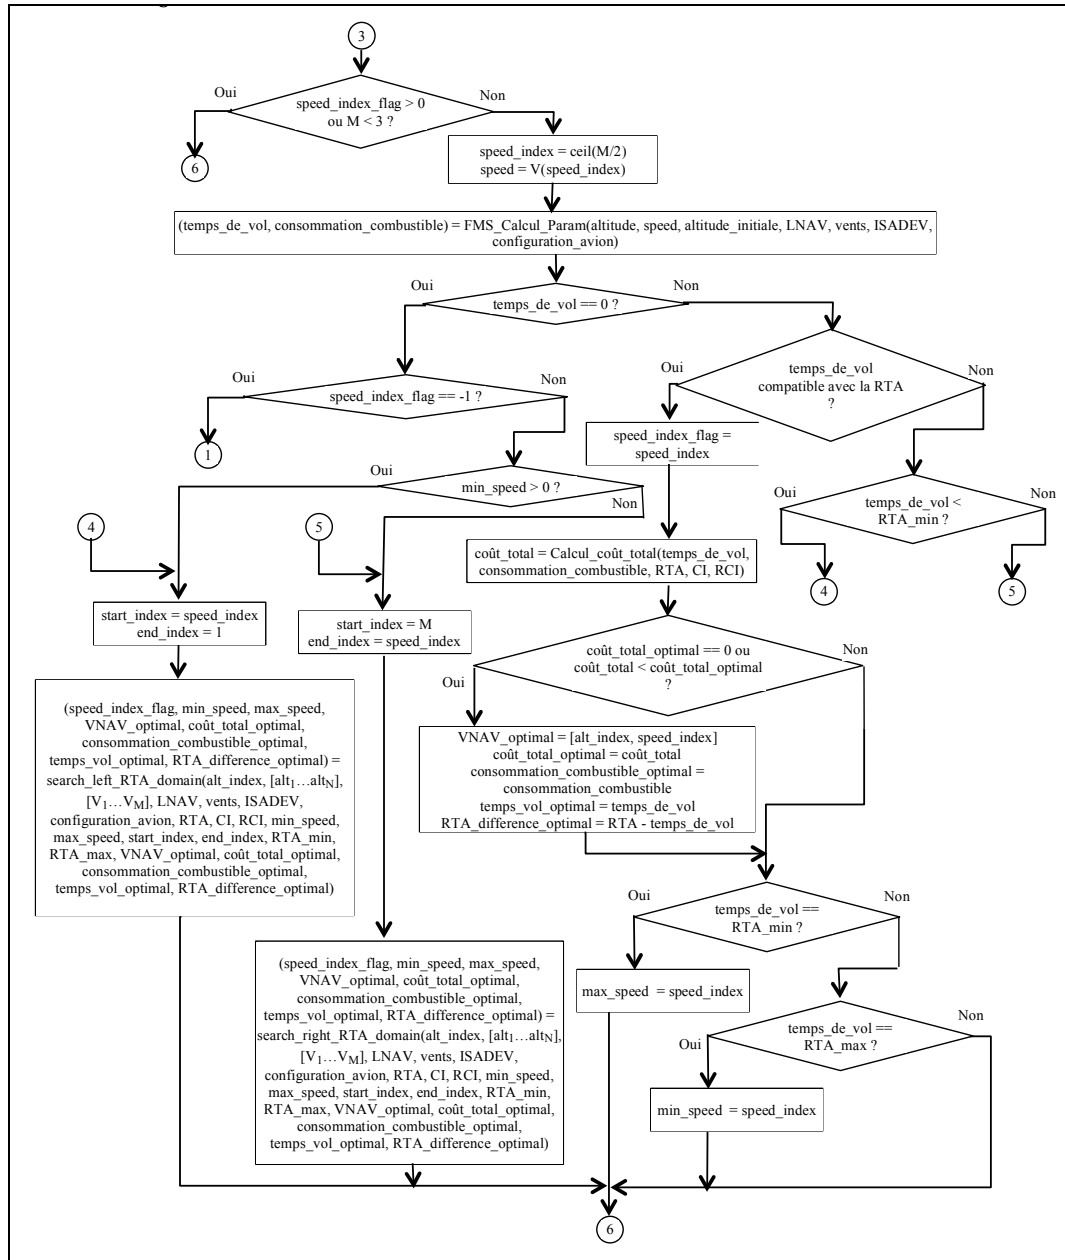 3
Oui
Non
speed_index_flag > 0
ou M < 3 ?
6
speed_index = ceil(M/2)
speed = V(speed_index)
(temps_de_vol, consommation_combustible) = FMS_Calcul_Param(altitude, speed, altitude_initiale, LNAV, vents, ISADEV,
configuration_avion)
Oui
Non
temps_de_vol == 0 ?
Oui
Non
speed_index_flag == -1 ?
1
Oui
Non
temps_de_vol
compatible avec la RTA
?
speed_index_flag =
speed_index
Oui
Non
min_speed > 0 ?
Oui
Non
temps_de_vol <
RTA_min ?
4
5
4
5
coût_total = Calcul_coût_total(temps_de_vol,
consommation_combustible, RTA, CI, RCI)
start_index = speed_index
end_index = 1
start_index = M
end_index = speed_index
coût_total_optimal == 0 ou
coût_total < coût_total_optimal
?
Oui
Non
(speed_index_flag, min_speed, max_speed,
VNAV_optimal, coût_total_optimal,
consommation_combustible_optimal,
temps_vol_optimal, RTA_difference_optimal) =
search_left_RTA_domain(alt_index, [alt1…altN],
[V1…VM], LNAV, vents, ISADEV,
configuration_avion, RTA, CI, RCI, min_speed,
max_speed, start_index, end_index, RTA_min,
RTA_max, VNAV_optimal, coût_total_optimal,
consommation_combustible_optimal,
temps_vol_optimal, RTA_difference_optimal)
VNAV_optimal = [alt_index, speed_index]
coût_total_optimal = coût_total
consommation_combustible_optimal =
consommation_combustible
temps_vol_optimal = temps_de_vol
RTA_difference_optimal = RTA - temps_de_vol
Oui
Non
temps_de_vol ==
RTA_min ?
max_speed = speed_index
(speed_index_flag, min_speed, max_speed,
VNAV_optimal, coût_total_optimal,
consommation_combustible_optimal,
temps_vol_optimal, RTA_difference_optimal) =
search_right_RTA_domain(alt_index, [alt1…altN],
[V1…VM], LNAV, vents, ISADEV,
configuration_avion, RTA, CI, RCI, min_speed,
max_speed, start_index, end_index, RTA_min,
RTA_max, VNAV_optimal, coût_total_optimal,
consommation_combustible_optimal,
temps_vol_optimal, RTA_difference_optimal)
Oui
Non
temps_de_vol ==
RTA_max ?
min_speed = speed_index
6